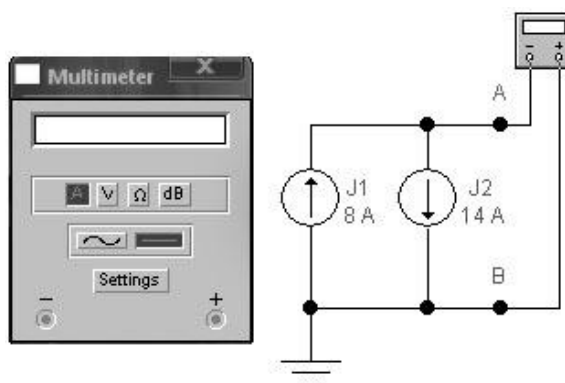 Multimeter X
A V Ω dB
Settings
− +
− +
A
J1
8 A
J2
14 A
B